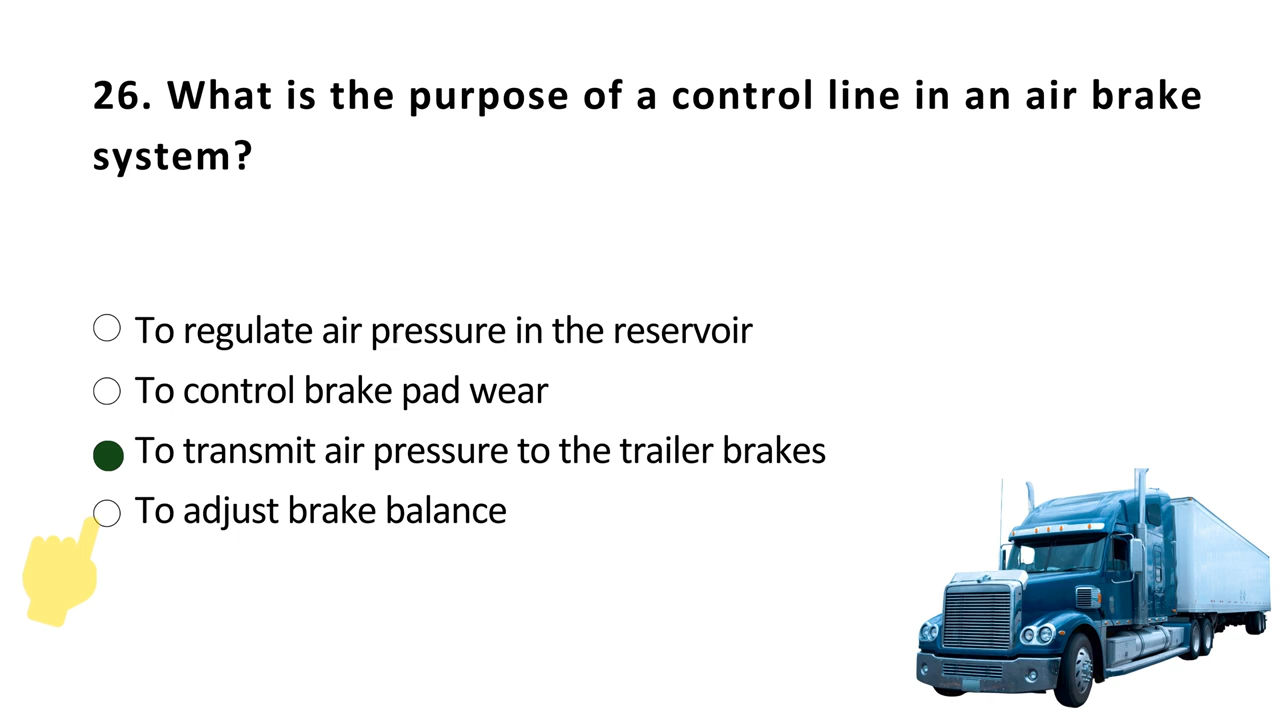 26. What is the purpose of a control line in an air brake
system?
To regulate air pressure in the reservoir
To control brake pad wear
To transmit air pressure to the trailer brakes
To adjust brake balance